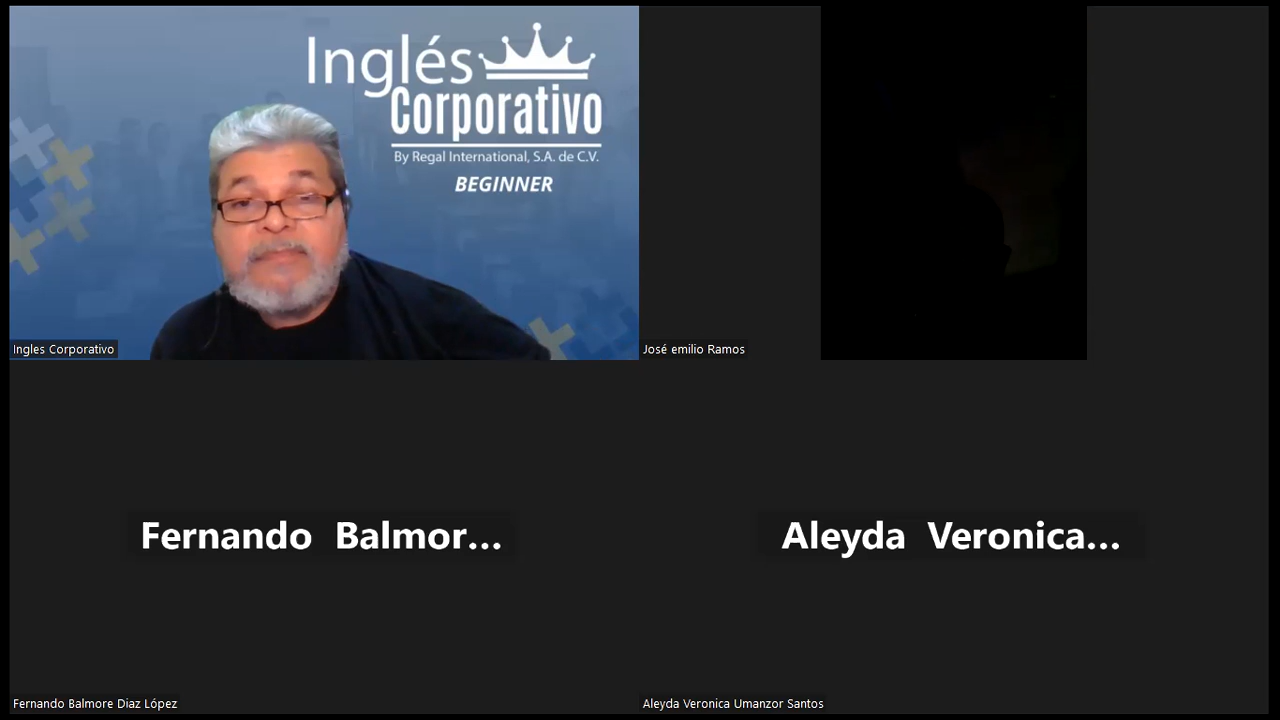 Inglés
Corporativo
By Regal International, S.A. de C.V.
BEGINNER
Ingles Corporativo
José emilio Ramos
Fernando Balmor...
Aleyda Veronica...
Fernando Balmore Diaz López
Aleyda Veronica Umanzor Santos